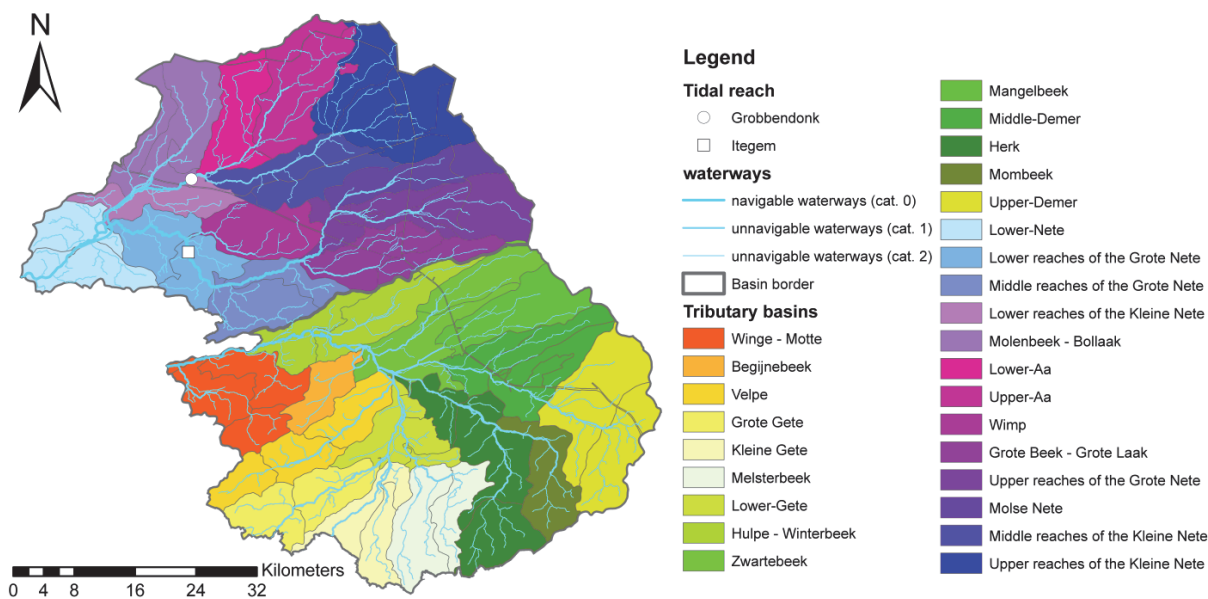 N
Kilometers
0 4 8 16 24 32
Legend
Tidal reach
Grobbendonk
Itegem
waterways
navigable waterways (cat. 0)
unnavigable waterways (cat. 1)
unnavigable waterways (cat. 2)
Basin border
Tributary basins
Winge - Motte
Begijnebeek
Velpe
Grote Gete
Kleine Gete
Melsterbeek
Lower-Gete
Hulpe - Winterbeek
Zwartebeek
Mangelbeek
Middle-Demer
Herk
Mombeek
Upper-Demer
Lower-Nete
Lower reaches of the Grote Nete
Middle reaches of the Grote Nete
Lower reaches of the Kleine Nete
Molenbeek - Bollaak
Lower-Aa
Upper-Aa
Wimp
Grote Beek - Grote Laak
Upper reaches of the Grote Nete
Molse Nete
Middle reaches of the Kleine Nete
Upper reaches of the Kleine Nete